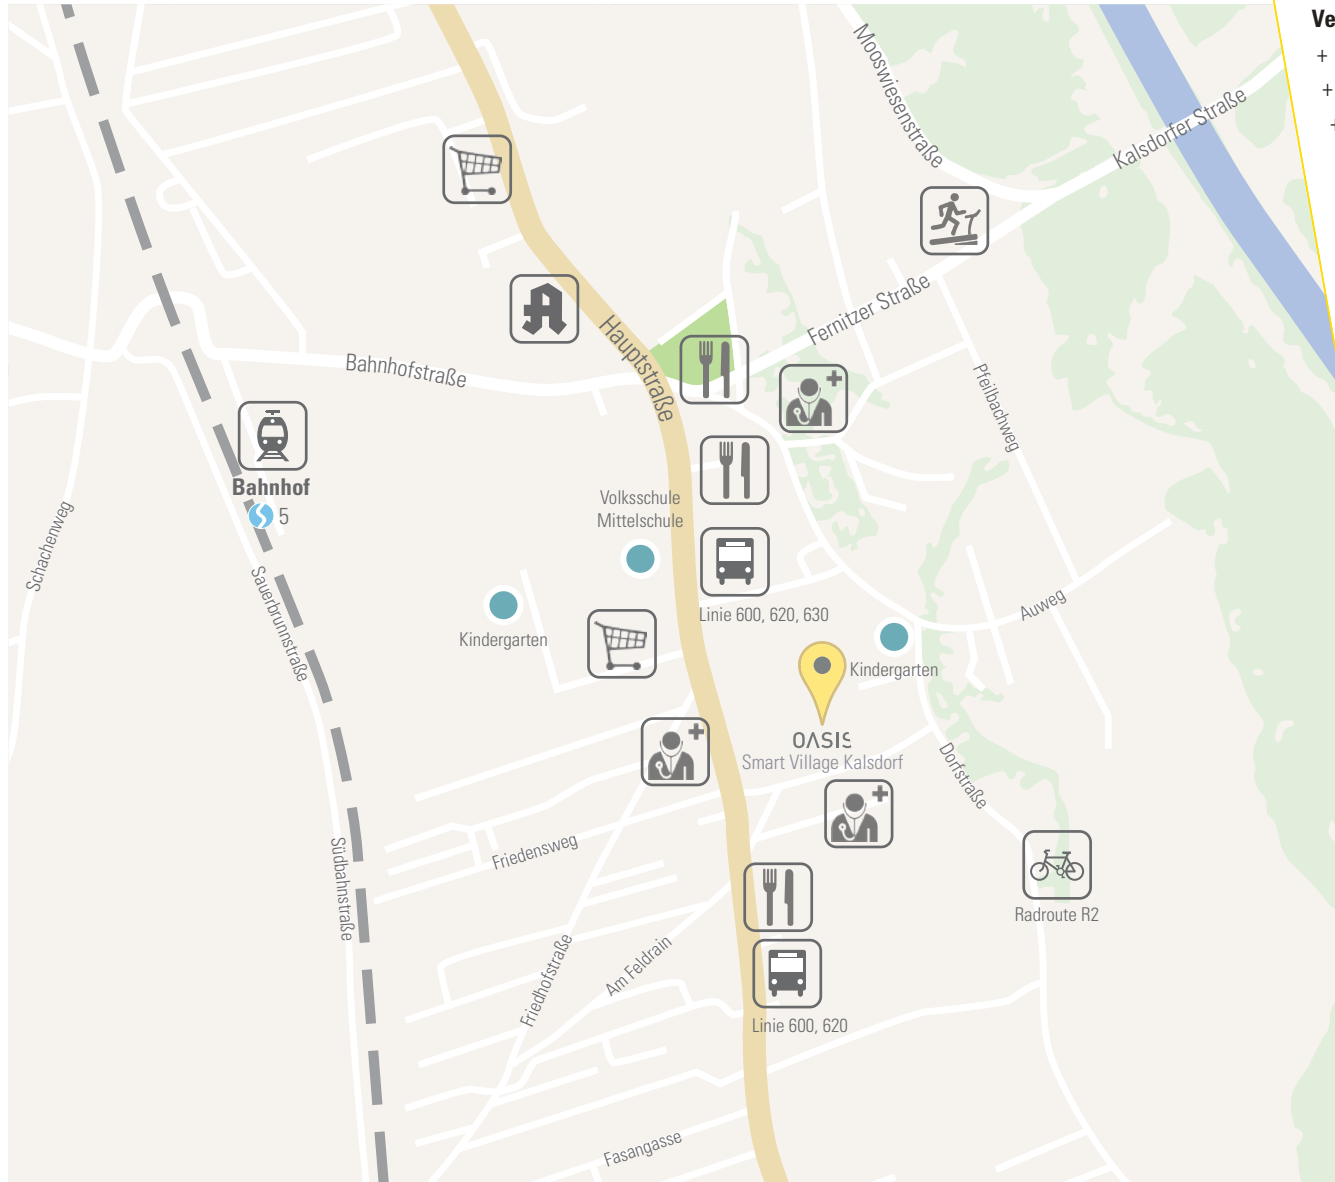 Ve
+
+
+
Mooswiesenstraße
Kalsdorfer Straße
Fernitzer Straße
Hauptstraße
Bahnhofstraße
Pfeilbachweg
Bahnhof
5
Volksschule
Mittelschule
Schachenweg
Sauerbrunnstraße
Linie 600, 620, 630
Auweg
Kindergarten
Kindergarten
OASIS
Smart Village Kalsdorf
Dorfstraße
Friedensweg
Südbahnstraße
Radroute R2
Friedhofstraße
Am Feldrain
Linie 600, 620
Fasangasse